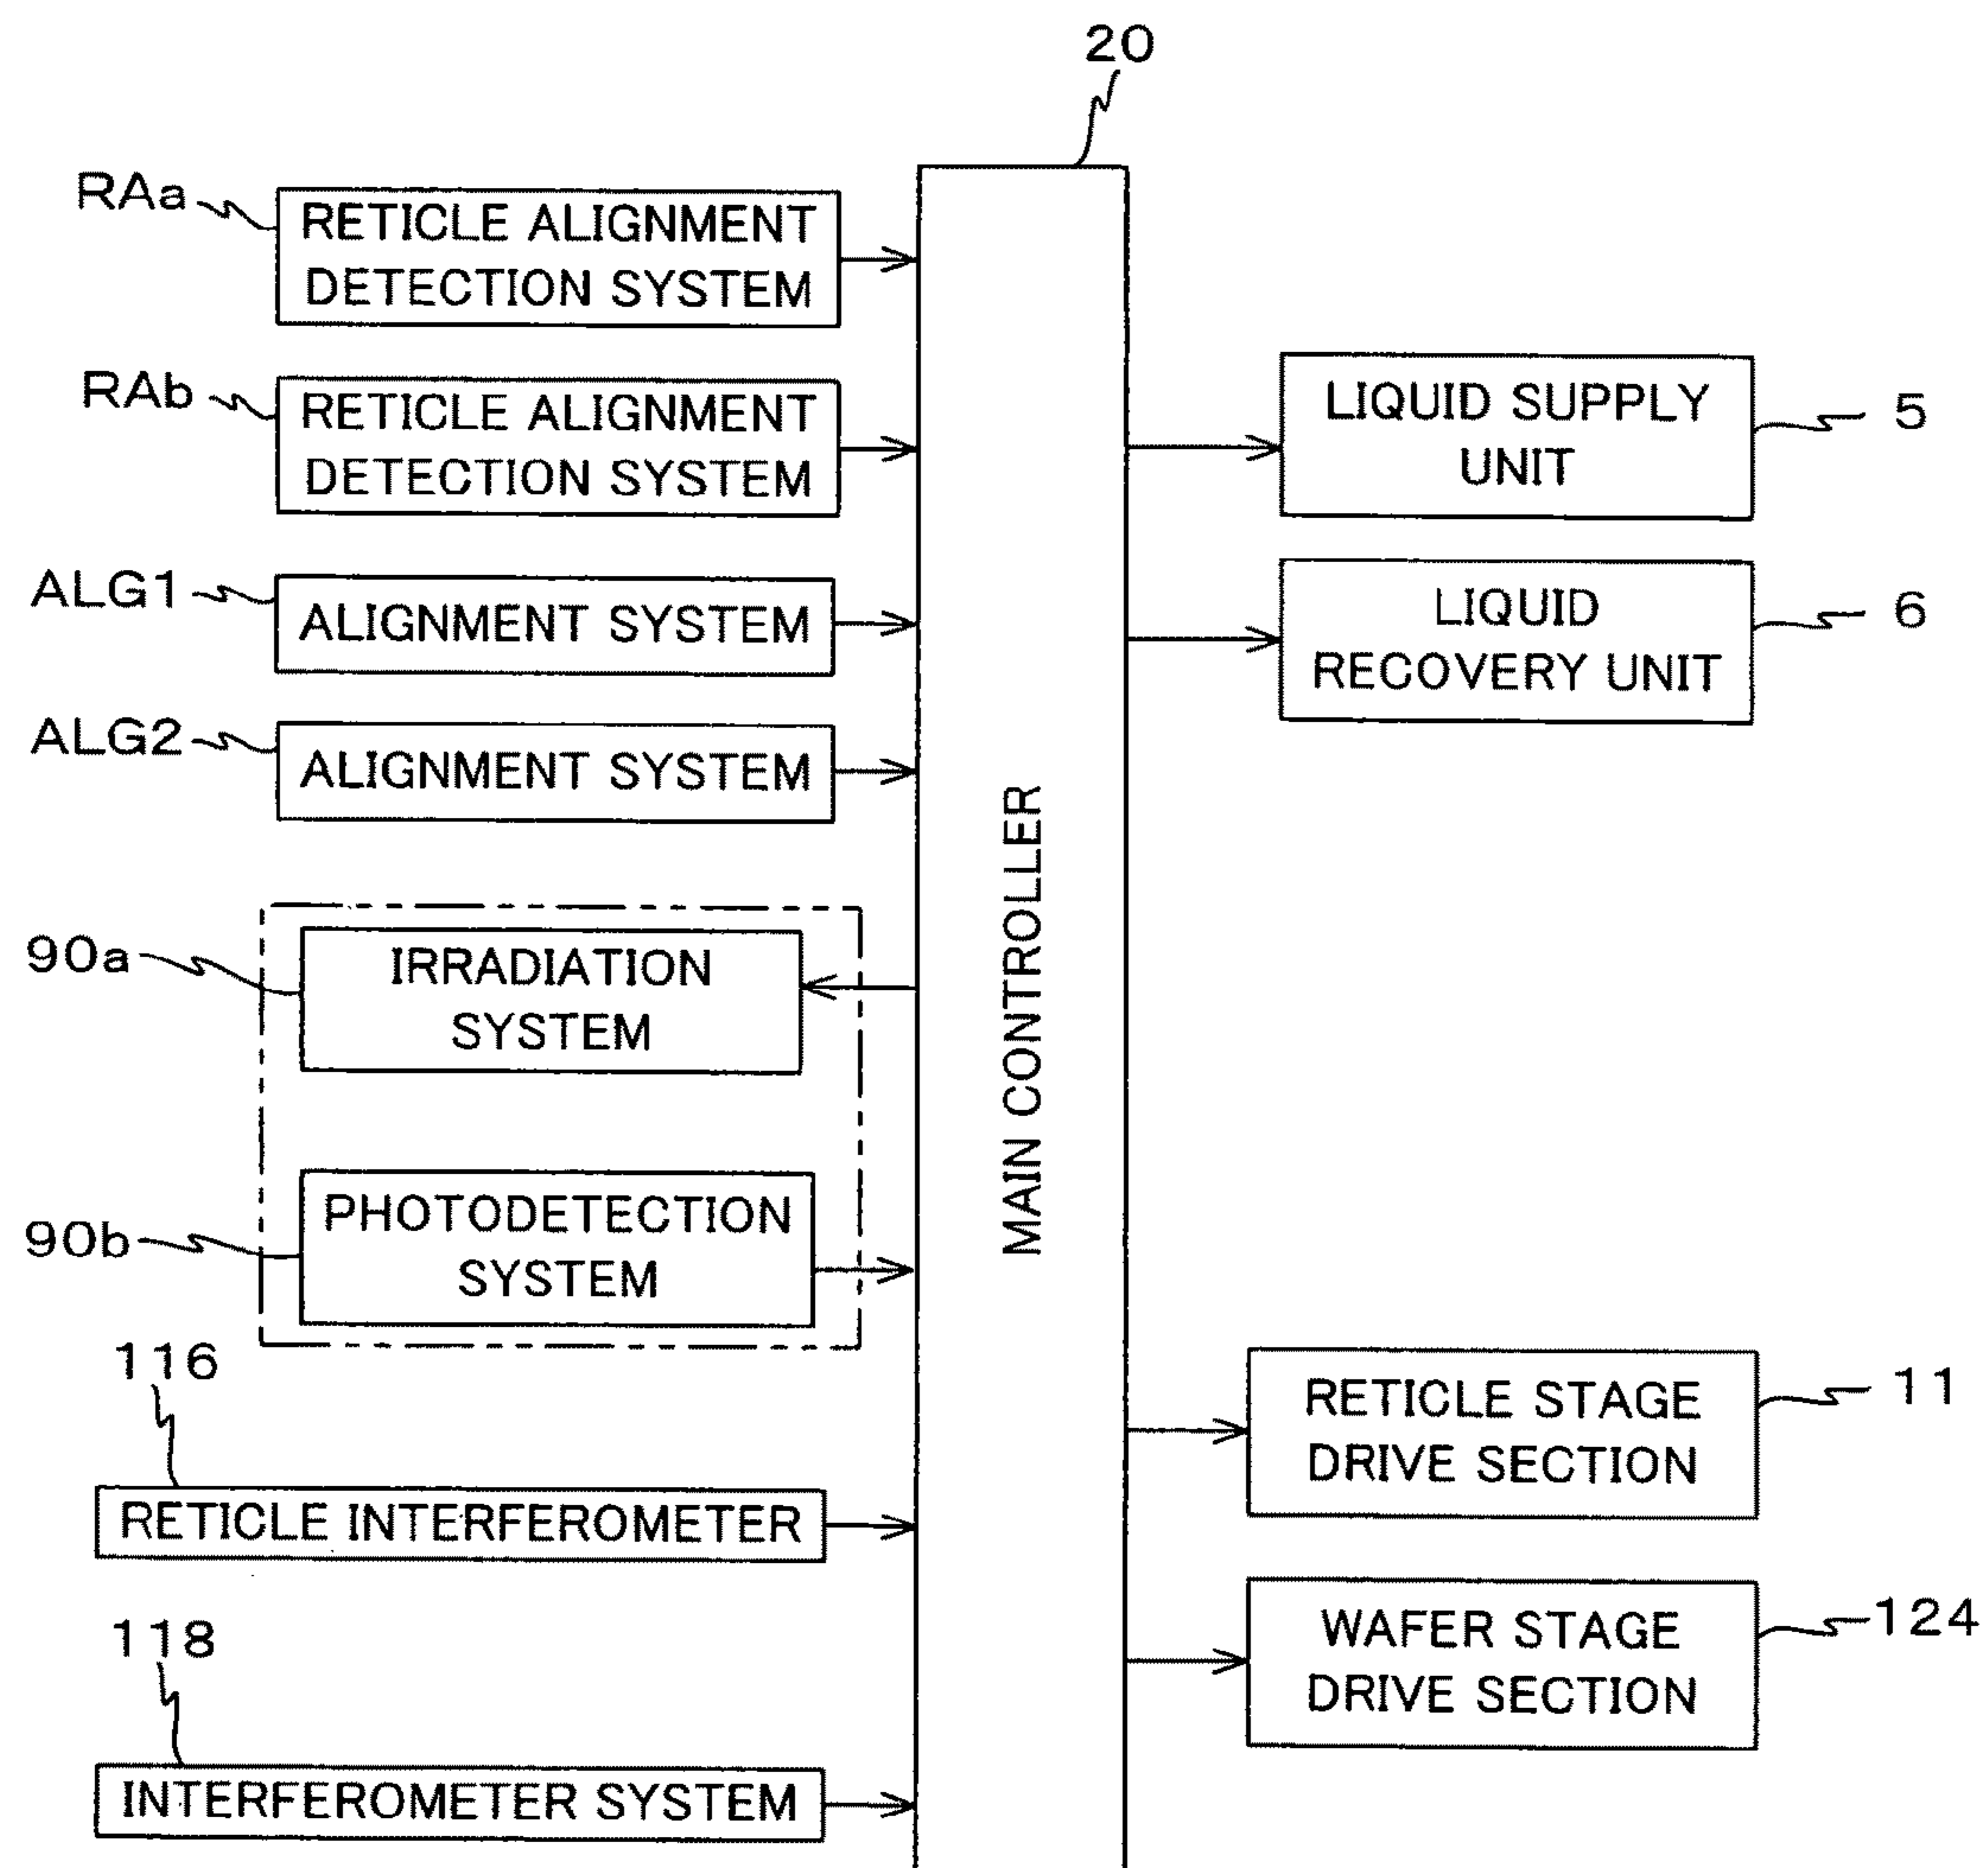 20
RAa
RETICLE ALIGNMENT
DETECTION SYSTEM
RAb
RETICLE ALIGNMENT
DETECTION SYSTEM
ALG1
ALIGNMENT SYSTEM
ALG2
ALIGNMENT SYSTEM
90a
IRRADIATION
SYSTEM
90b
PHOTODETECTION
SYSTEM
116
RETICLE INTERFEROMETER
118
INTERFEROMETER SYSTEM
MAIN CONTROLLER
LIQUID SUPPLY
UNIT
5
LIQUID
RECOVERY UNIT
6
RETICLE STAGE
DRIVE SECTION
11
WAFER STAGE
DRIVE SECTION
124